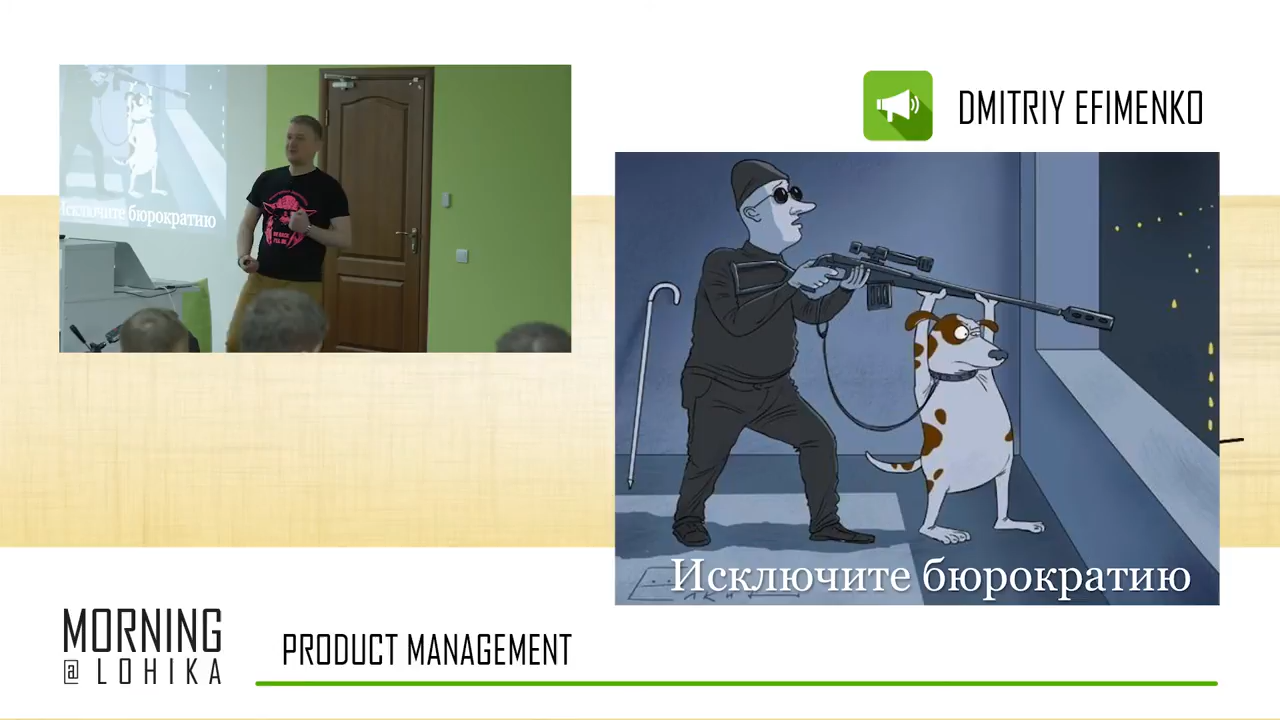 DMITRIY EFIMENKO
Исключите бюрократию
Исключите бюрократию
MORNING
@ LOHIKA
PRODUCT MANAGEMENT